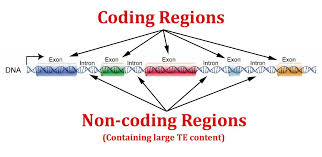 Coding Regions
Exon Exon Exon Exon Exon
DNA Intron Intron Intron Intron
Non-coding Regions
(Containing large TE content)